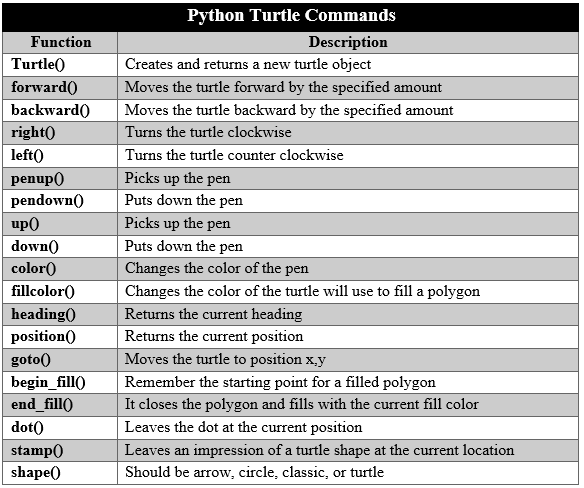 Python Turtle Commands
Function Description
Turtle() Creates and returns a new turtle object
forward() Moves the turtle forward by the specified amount
backward() Moves the turtle backward by the specified amount
right() Turns the turtle clockwise
left() Turns the turtle counter clockwise
penup() Picks up the pen
pendown() Puts down the pen
up() Picks up the pen
down() Puts down the pen
color() Changes the color of the pen
fillcolor() Changes the color of the turtle will use to fill a polygon
heading() Returns the current heading
position() Returns the current position
goto() Moves the turtle to position x,y
begin_fill() Remember the starting point for a filled polygon
end_fill() It closes the polygon and fills with the current fill color
dot() Leaves the dot at the current position
stamp() Leaves an impression of a turtle shape at the current location
shape() Should be arrow, circle, classic, or turtle